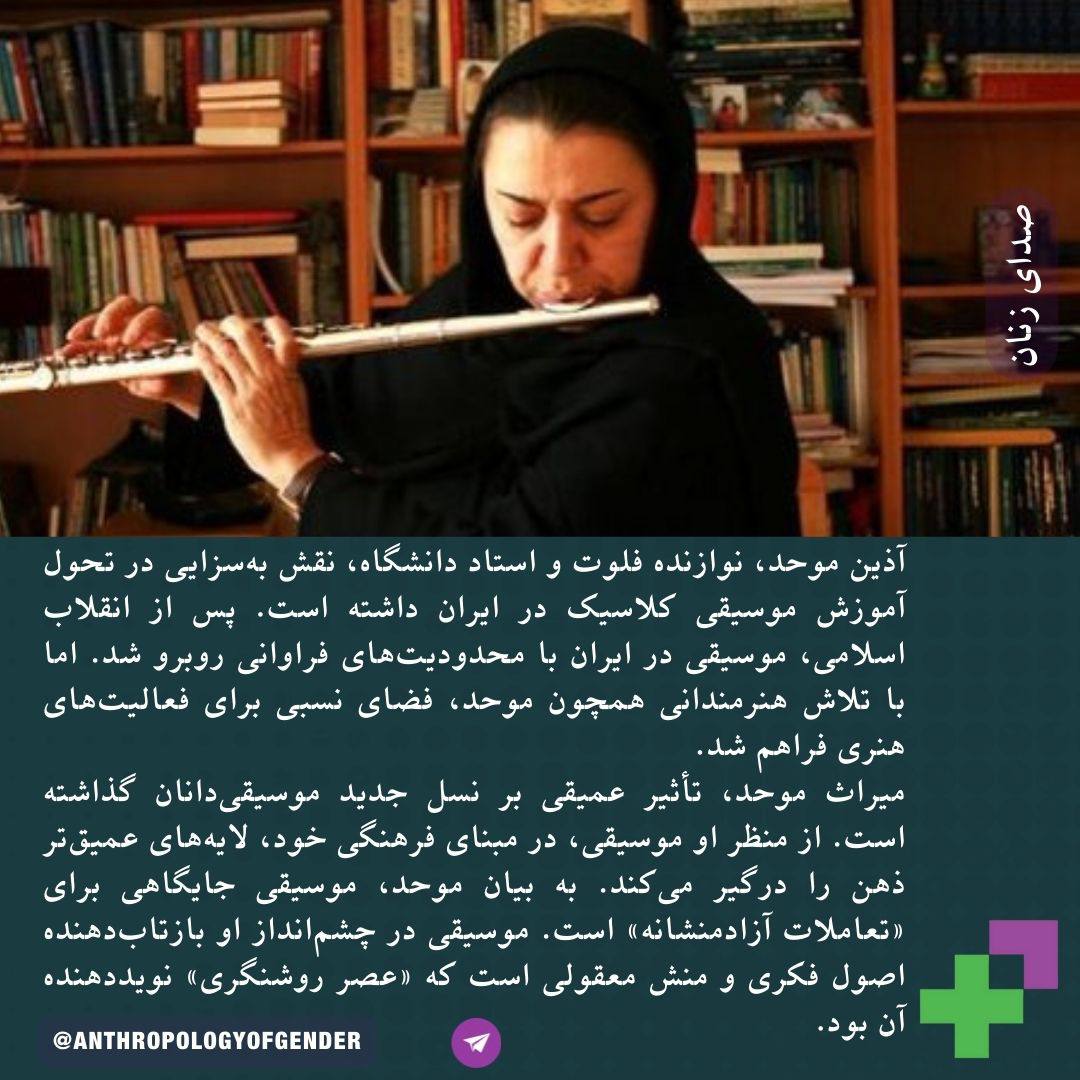 صدای زنان
آذین موحد، نوازنده فلوت و استاد دانشگاه، نقش به‌سزایی در تحول
آموزش موسیقی کلاسیک در ایران داشته است. پس از انقلاب
اسلامی، موسیقی در ایران با محدودیت‌های فراوانی روبرو شد. اما
با تلاش هنرمندانی همچون موحد، فضای نسبی برای فعالیت‌های
هنری فراهم شد.
میراث موحد، تأثیر عمیقی بر نسل جدید موسیقی‌دانان گذاشته
است. از منظر او موسیقی، در مبنای فرهنگی خود، لایه‌های عمیق‌تر
ذهن را درگیر می‌کند. به بیان موحد، موسیقی جایگاهی برای
«تعاملات آزادمنشانه» است. موسیقی در چشم‌انداز او بازتاب‌دهنده
اصول فکری و منش معقولی است که «عصر روشنگری» نویددهنده
آن بود.
@ANTHROPOLOGYOFGENDER